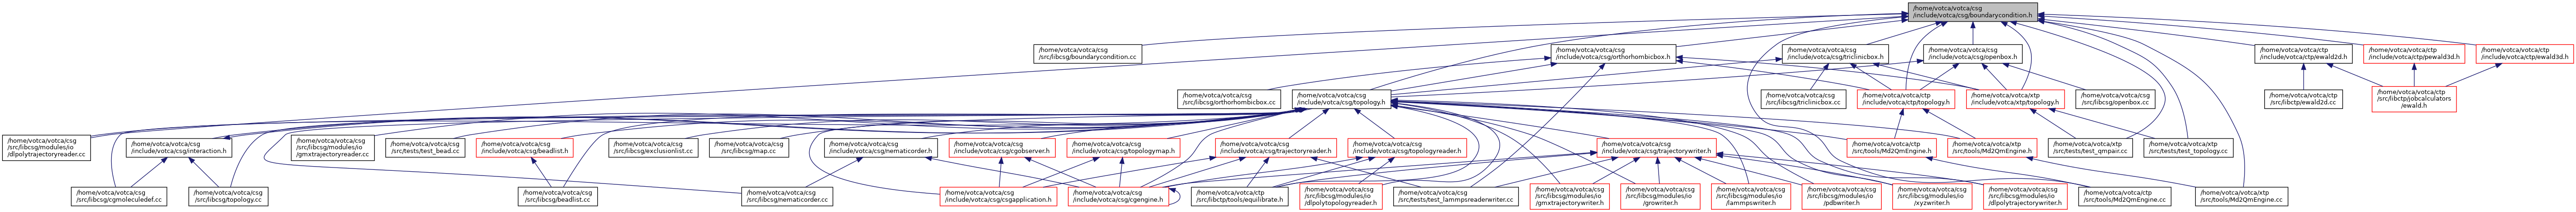 /home/votca/votca/csg
/include/votca/csg/boundarycondition.h
/home/votca/votca/csg
/src/libcsg/boundarycondition.cc
/home/votca/votca/csg
/include/votca/csg/orthorhombicbox.h
/home/votca/votca/csg
/include/votca/csg/triclinicbox.h
/home/votca/votca/csg
/include/votca/csg/openbox.h
/home/votca/votca/ctp
/include/votca/ctp/ewald2d.h
/home/votca/votca/ctp
/include/votca/ctp/pewald3d.h
/home/votca/votca/ctp
/include/votca/ctp/ewald3d.h
/home/votca/votca/csg
/src/libcsg/orthorhombicbox.cc
/home/votca/votca/csg
/include/votca/csg/topology.h
/home/votca/votca/csg
/src/libcsg/triclinicbox.cc
/home/votca/votca/ctp
/include/votca/ctp/topology.h
/home/votca/votca/xtp
/include/votca/xtp/topology.h
/home/votca/votca/csg
/src/libcsg/openbox.cc
/home/votca/votca/ctp
/src/libctp/ewald2d.cc
/home/votca/votca/ctp
/src/libctp/jobcalculators
/ewald.h
/home/votca/votca/csg
/src/libcsg/modules/io
/dlpolytrajectoryreader.cc
/home/votca/votca/csg
/include/votca/csg/interaction.h
/home/votca/votca/csg
/src/libcsg/modules/io
/gmxtrajectoryreader.cc
/home/votca/votca/csg
/src/tests/test_bead.cc
/home/votca/votca/csg
/include/votca/csg/beadlist.h
/home/votca/votca/csg
/src/libcsg/exclusionlist.cc
/home/votca/votca/csg
/src/libcsg/map.cc
/home/votca/votca/csg
/include/votca/csg/nematicorder.h
/home/votca/votca/csg
/include/votca/csg/cgobserver.h
/home/votca/votca/csg
/include/votca/csg/topologymap.h
/home/votca/votca/csg
/include/votca/csg/trajectoryreader.h
/home/votca/votca/csg
/include/votca/csg/topologyreader.h
/home/votca/votca/csg
/include/votca/csg/trajectorywriter.h
/home/votca/votca/ctp
/src/tools/Md2QmEngine.h
/home/votca/votca/xtp
/src/tools/Md2QmEngine.h
/home/votca/votca/xtp
/src/tests/test_qmpair.cc
/home/votca/votca/xtp
/src/tests/test_topology.cc
/home/votca/votca/csg
/src/libcsg/cgmoleculedef.cc
/home/votca/votca/csg
/src/libcsg/topology.cc
/home/votca/votca/csg
/src/libcsg/beadlist.cc
/home/votca/votca/csg
/src/libcsg/nematicorder.cc
/home/votca/votca/csg
/include/votca/csg/csgapplication.h
/home/votca/votca/csg
/include/votca/csg/cgengine.h
/home/votca/votca/ctp
/src/libctp/tools/equilibrate.h
/home/votca/votca/csg
/src/libcsg/modules/io
/dlpolytopologyreader.h
/home/votca/votca/csg
/src/tests/test_lammpsreaderwriter.cc
/home/votca/votca/csg
/src/libcsg/modules/io
/gmxtrajectorywriter.h
/home/votca/votca/csg
/src/libcsg/modules/io
/growriter.h
/home/votca/votca/csg
/src/libcsg/modules/io
/lammpswriter.h
/home/votca/votca/csg
/src/libcsg/modules/io
/pdbwriter.h
/home/votca/votca/csg
/src/libcsg/modules/io
/xyzwriter.h
/home/votca/votca/csg
/src/libcsg/modules/io
/dlpolytrajectorywriter.h
/home/votca/votca/ctp
/src/tools/Md2QmEngine.cc
/home/votca/votca/xtp
/src/tools/Md2QmEngine.cc